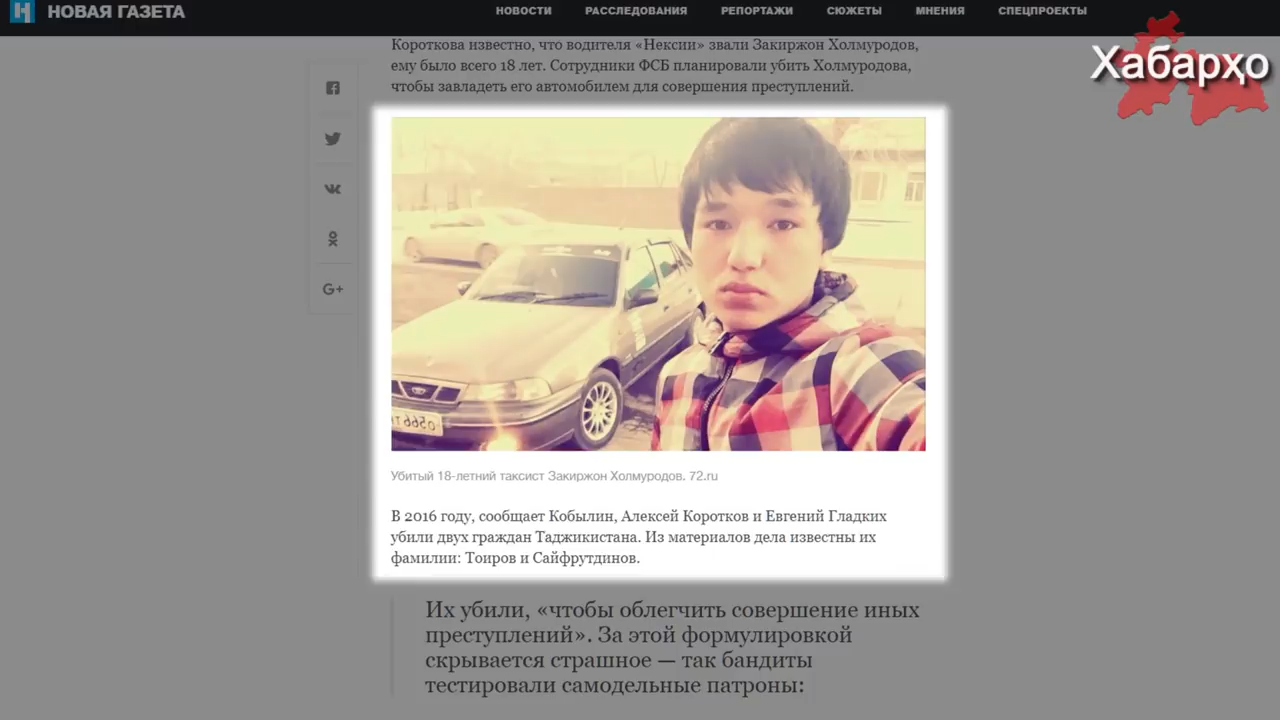 НОВАЯ ГАЗЕТА
НОВОСТИ РАССЛЕДОВАНИЯ РЕПОРТАЖИ СЮЖЕТЫ МНЕНИЯ СПЕЦПРОЕКТЫ
Хабарҳо
Короткова известно, что водителя «Нексии» звали Закиржон Холмуродов,
ему было всего 18 лет. Сотрудники ФСБ планировали убить Холмуродова,
чтобы завладеть его автомобилем для совершения преступлений.
G+
Убитый 18-летний таксист Закиржон Холмуродов. 72.ru
В 2016 году, сообщает Кобылин, Алексей Коротков и Евгений Гладких
убили двух граждан Таджикистана. Из материалов дела известны их
фамилии: Тоиров и Сайфрутдинов.
Их убили, «чтобы облегчить совершение иных
преступлений». За этой формулировкой
скрывается страшное — так бандиты
тестировали самодельные патроны: